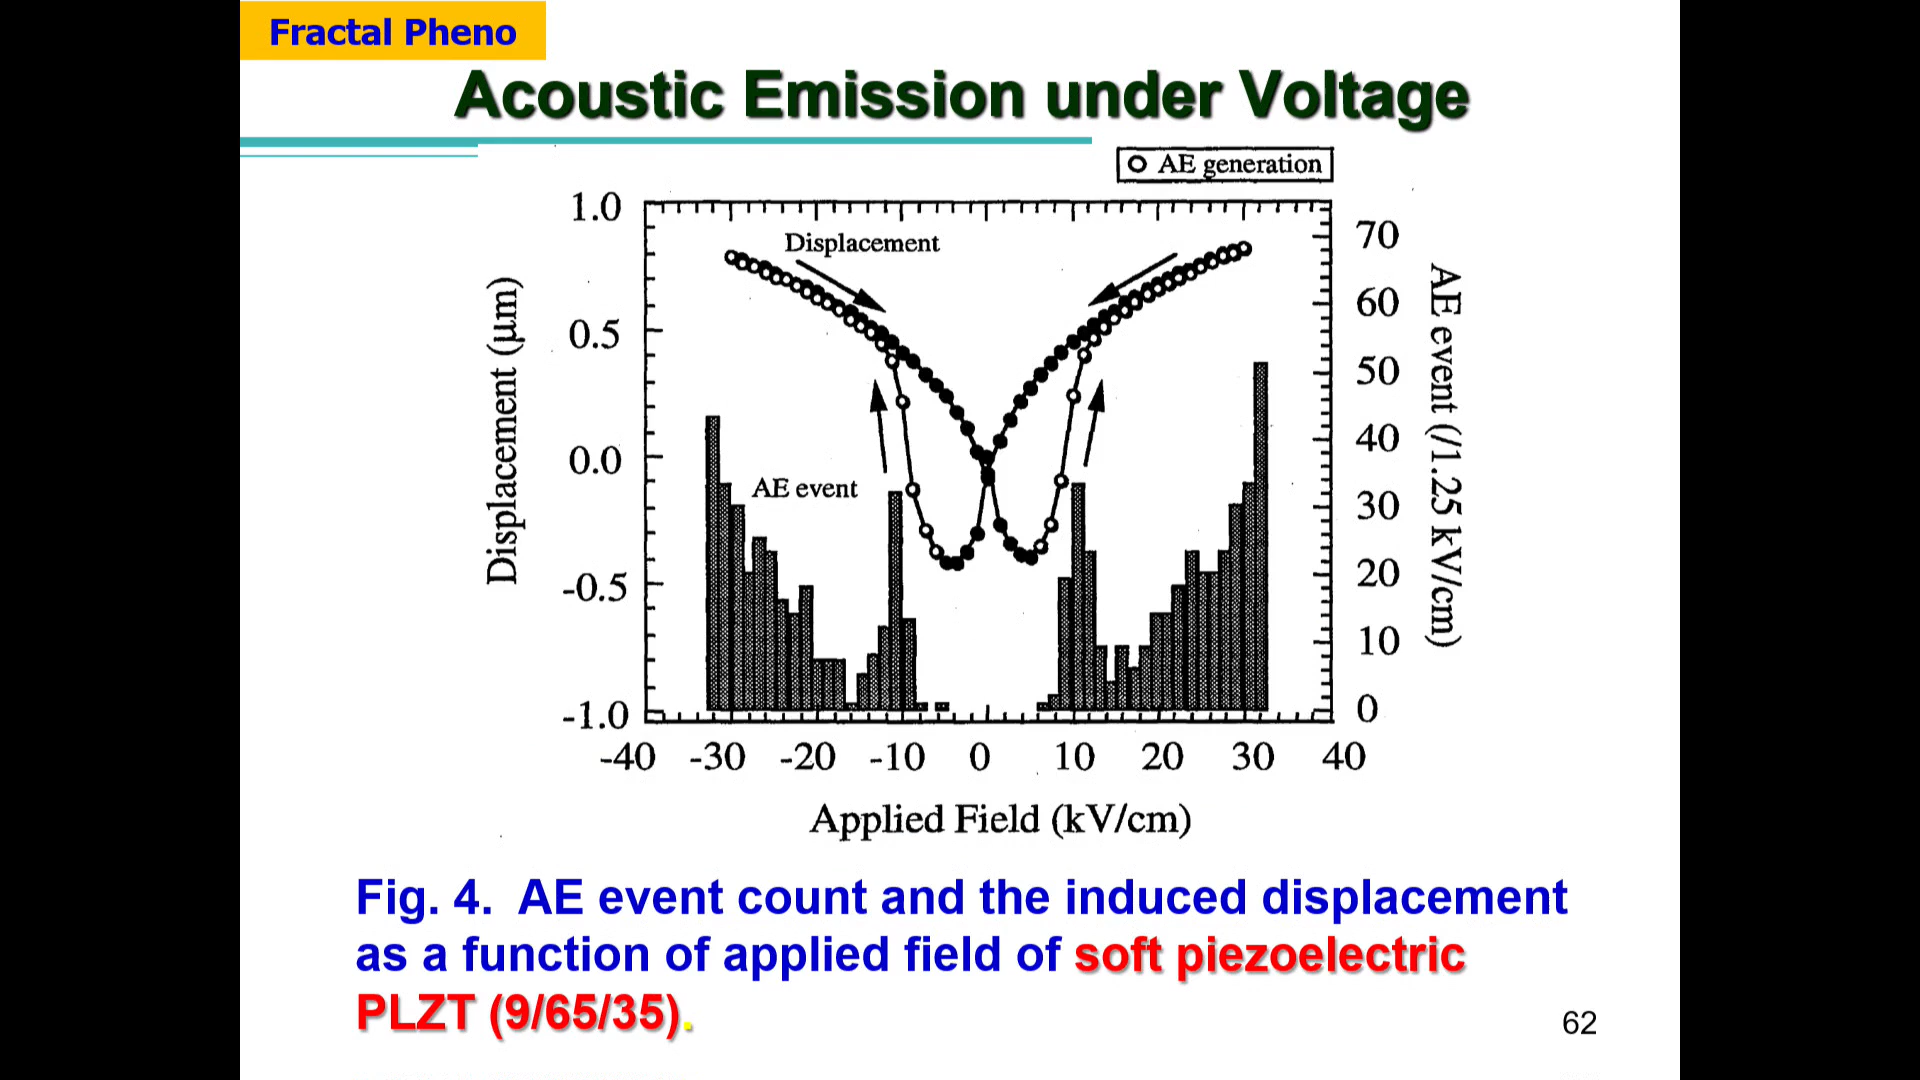 Fractal Pheno
Acoustic Emission under Voltage
AE generation
1.0
0.5
0.0
-0.5
-1.0
Displacement (μm)
Displacement
AE event
70
60
50
40
30
20
10
0
AE event (/1.25 kV/cm)
-40 -30 -20 -10 0 10 20 30 40
Applied Field (kV/cm)
Fig. 4. AE event count and the induced displacement
as a function of applied field of soft piezoelectric
PLZT (9/65/35).
62